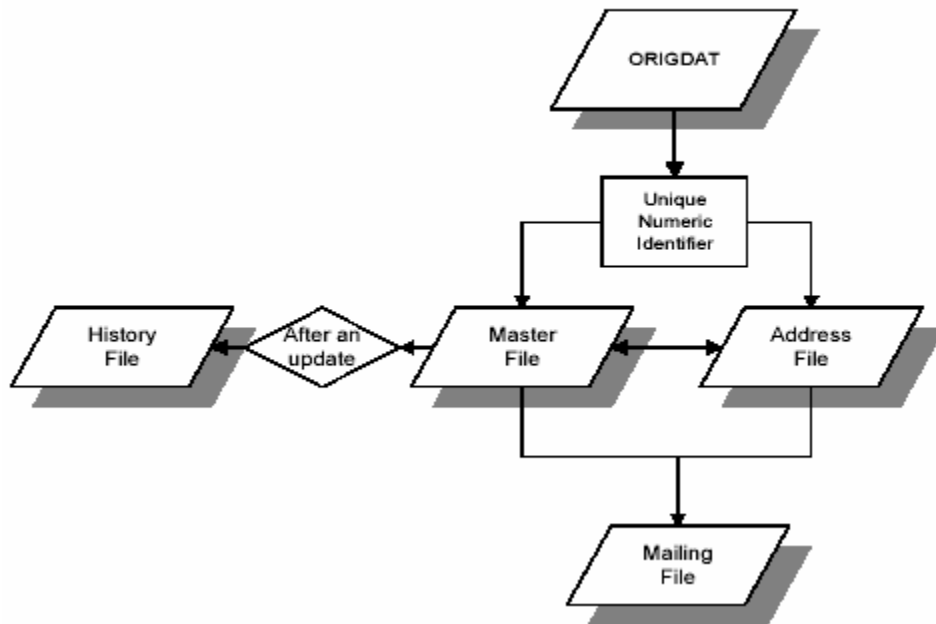 ORIGDAT
Unique
Numeric
Identifier
History
File
After an
update
Master
File
Address
File
Mailing
File